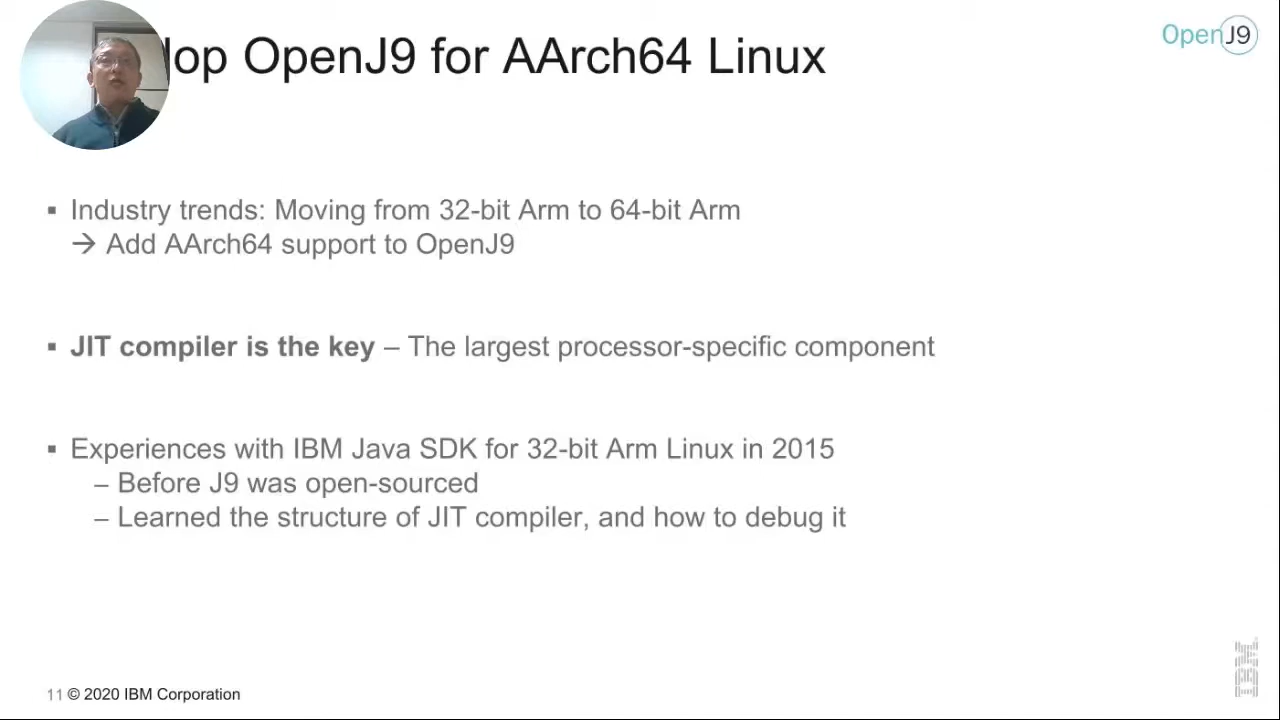 lop OpenJ9 for AArch64 Linux
OpenJ9
▪ Industry trends: Moving from 32-bit Arm to 64-bit Arm
→ Add AArch64 support to OpenJ9
▪ JIT compiler is the key – The largest processor-specific component
▪ Experiences with IBM Java SDK for 32-bit Arm Linux in 2015
– Before J9 was open-sourced
– Learned the structure of JIT compiler, and how to debug it
IBM
11 © 2020 IBM Corporation